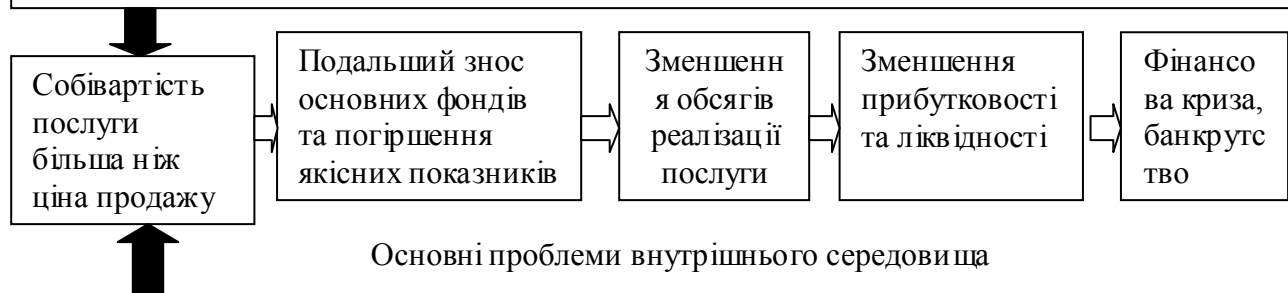 Собівартість
послуги
більша ніж
ціна продажу
Подальший знос
основних фондів
та погіршення
якісних показників
Зменшенн
я обсягів
реалізації
послуги
Зменшення
прибутковості
та ліквідності
Фінансо
ва криза,
банкрутс
тво
Основні проблеми внутрішнього середовища